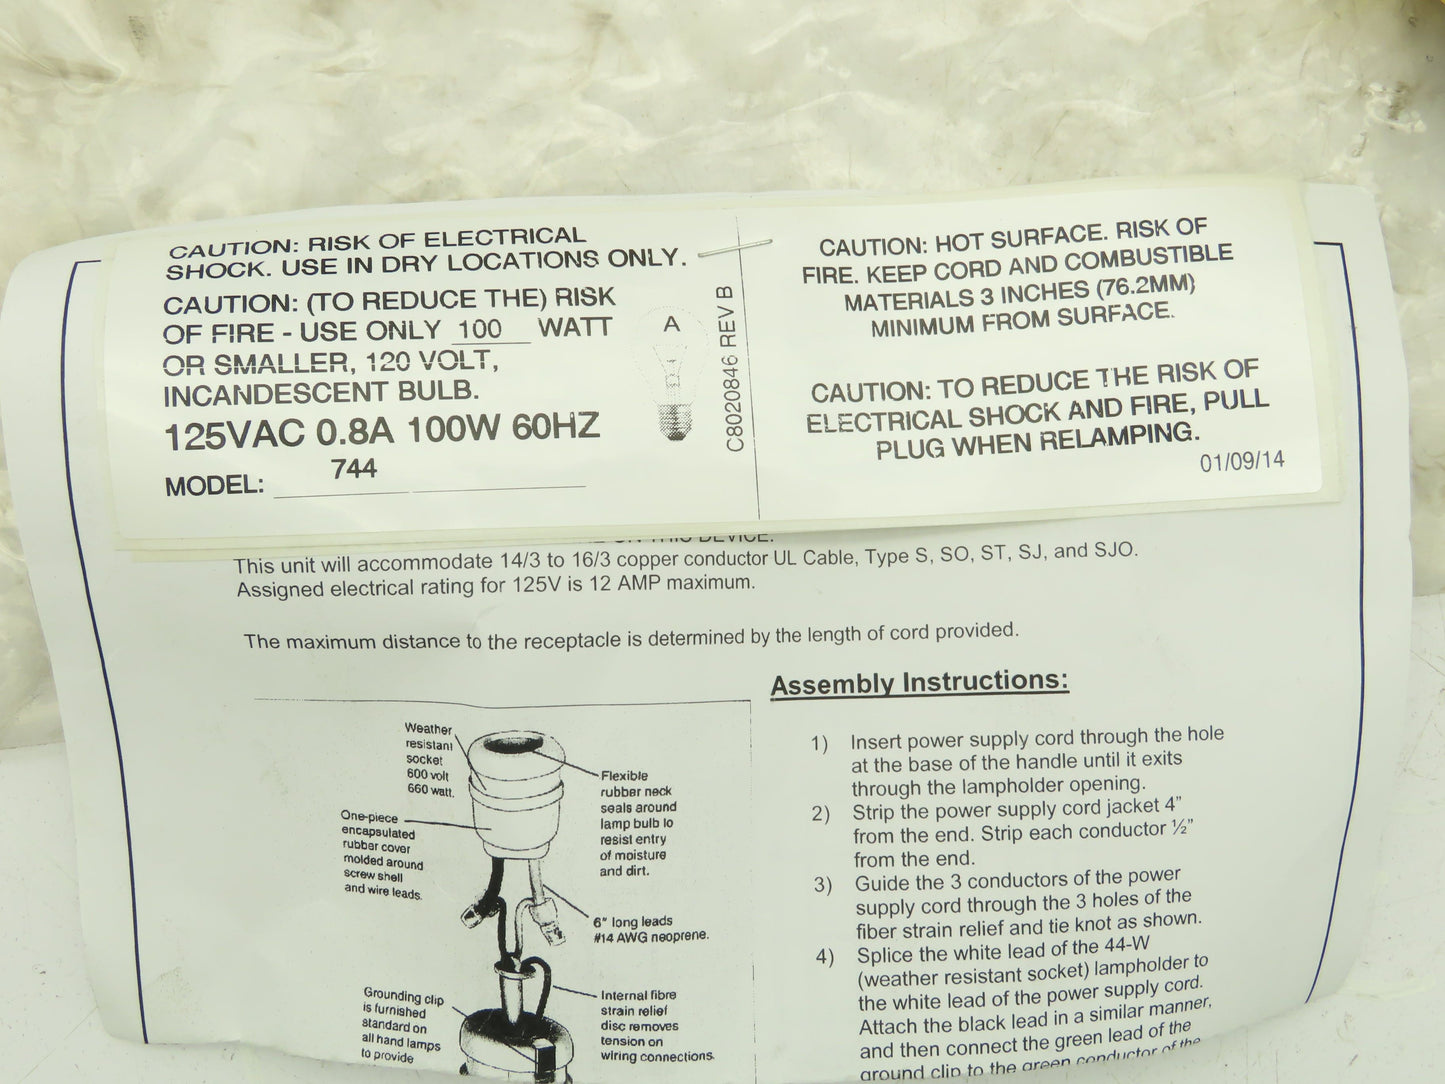 CAUTION: RISK OF ELECTRICAL
SHOCK. USE IN DRY LOCATIONS ONLY.
CAUTION: (TO REDUCE THE) RISK
OF FIRE - USE ONLY 100 WATT
OR SMALLER, 120 VOLT,
INCANDESCENT BULB.
125VAC 0.8A 100W 60HZ
744
MODEL:
A
C8020846 REV B
CAUTION: HOT SURFACE. RISK OF
FIRE. KEEP CORD AND COMBUSTIBLE
MATERIALS 3 INCHES (76.2MM)
MINIMUM FROM SURFACE.
CAUTION: TO REDUCE THE RISK OF
ELECTRICAL SHOCK AND FIRE, PULL
PLUG WHEN RELAMPING.
01/09/14
ON THIS DEVICE.
This unit will accommodate 14/3 to 16/3 copper conductor UL Cable, Type S, SO, ST, SJ, and SJO.
Assigned electrical rating for 125V is 12 AMP maximum.
The maximum distance to the receptacle is determined by the length of cord provided.
Weather
resistant
socket
600 volt
660 watt.
Flexible
rubber neck
seals around
lamp bulb to
resist entry
of moisture
and dirt.
One-piece
encapsulated
rubber cover
molded around
screw shell
and wire leads.
6" long leads
#14 AWG neoprene.
Grounding clip
is furnished
standard on
all hand lamps
to provide
Internal fibre
strain relief
disc removes
tension on
wiring connections.
Assembly Instructions:
1) Insert power supply cord through the hole
at the base of the handle until it exits
through the lampholder opening.
2) Strip the power supply cord jacket 4”
from the end. Strip each conductor ½”
from the end.
3) Guide the 3 conductors of the power
supply cord through the 3 holes of the
fiber strain relief and tie knot as shown.
4) Splice the white lead of the 44-W
(weather resistant socket) lampholder to
the white lead of the power supply cord.
Attach the black lead in a similar manner,
and then connect the green lead of the
ground clip to the green conductor of the